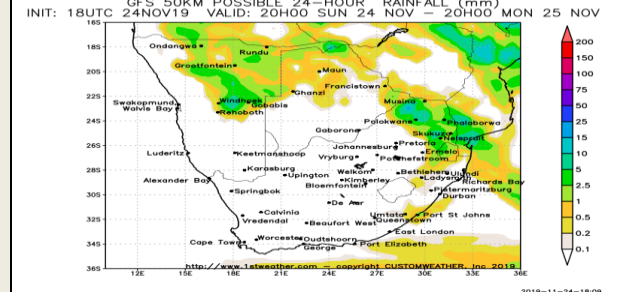 GFS 50KM POSSIBLE 24-HOUR RAINFALL (mm)
INIT: 18UTC 24NOV19 VALID: 20H00 SUN 24 NOV – 20H00 MON 25 NOV
16S
18S
20S
22S
24S
26S
28S
30S
32S
34S
36S
Ondangwa
Rundu
Grootfontein
Maun
Francistown
Ghanzi
Windhoek
Gobabis
Swakopmund
Walvis Bay
Rehoboth
Musina
Polokwane
Phalaborwa
Gaborone
Skukuza
Nelspruit
Johannesburg
Pretoria
Luderitz
Keetmanshoop
Vryburg
Potchefstroom
Ermelo
Karasburg
Upington
Welkom
Bethlehem
Ulundi
Alexander Bay
Kimberley
Ladysmith
Richards Bay
Springbok
Bloemfontein
Pietermaritzburg
Durban
De Aar
Calvinia
Vredendal
Beaufort West
Umtata
Queenstown
Port St Johns
East London
Cape Town
Worcester
Oudtshoorn
George
Port Elizabeth
http://www.1stweather.com – copyright CUSTOMWEATHER, Inc 2019
12E 15E 18E 21E 24E 27E 30E 33E 36E
200
150
100
75
50
25
15
10
5
2.5
1
0.5
0.2
0.1
2019-11-24-18:09